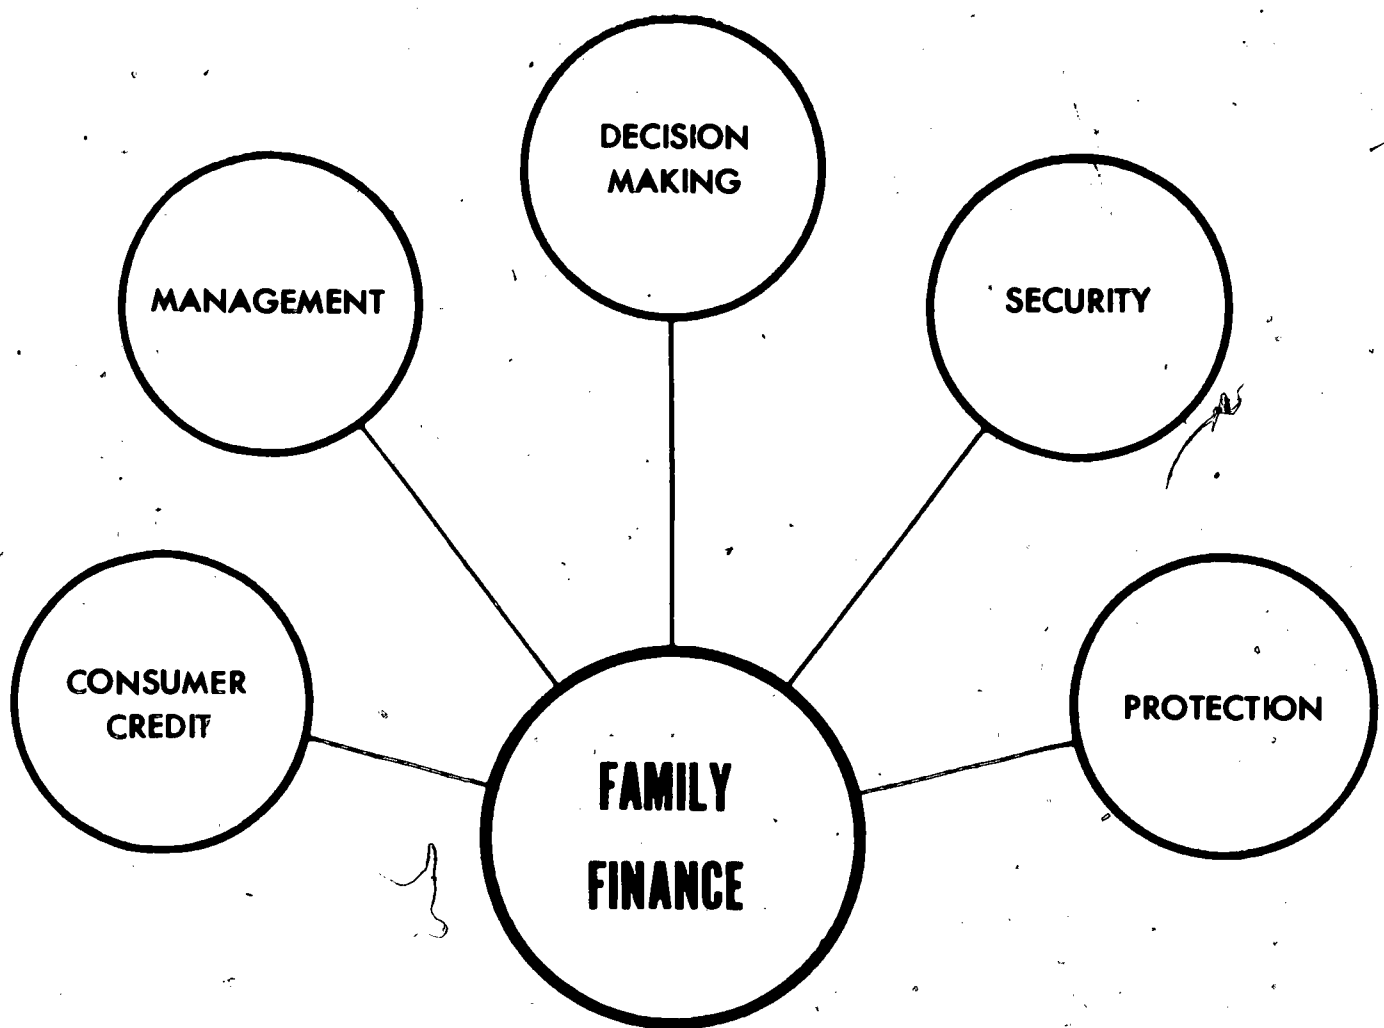 DECISION
MAKING
MANAGEMENT
SECURITY
CONSUMER
CREDIT
PROTECTION
FAMILY
FINANCE